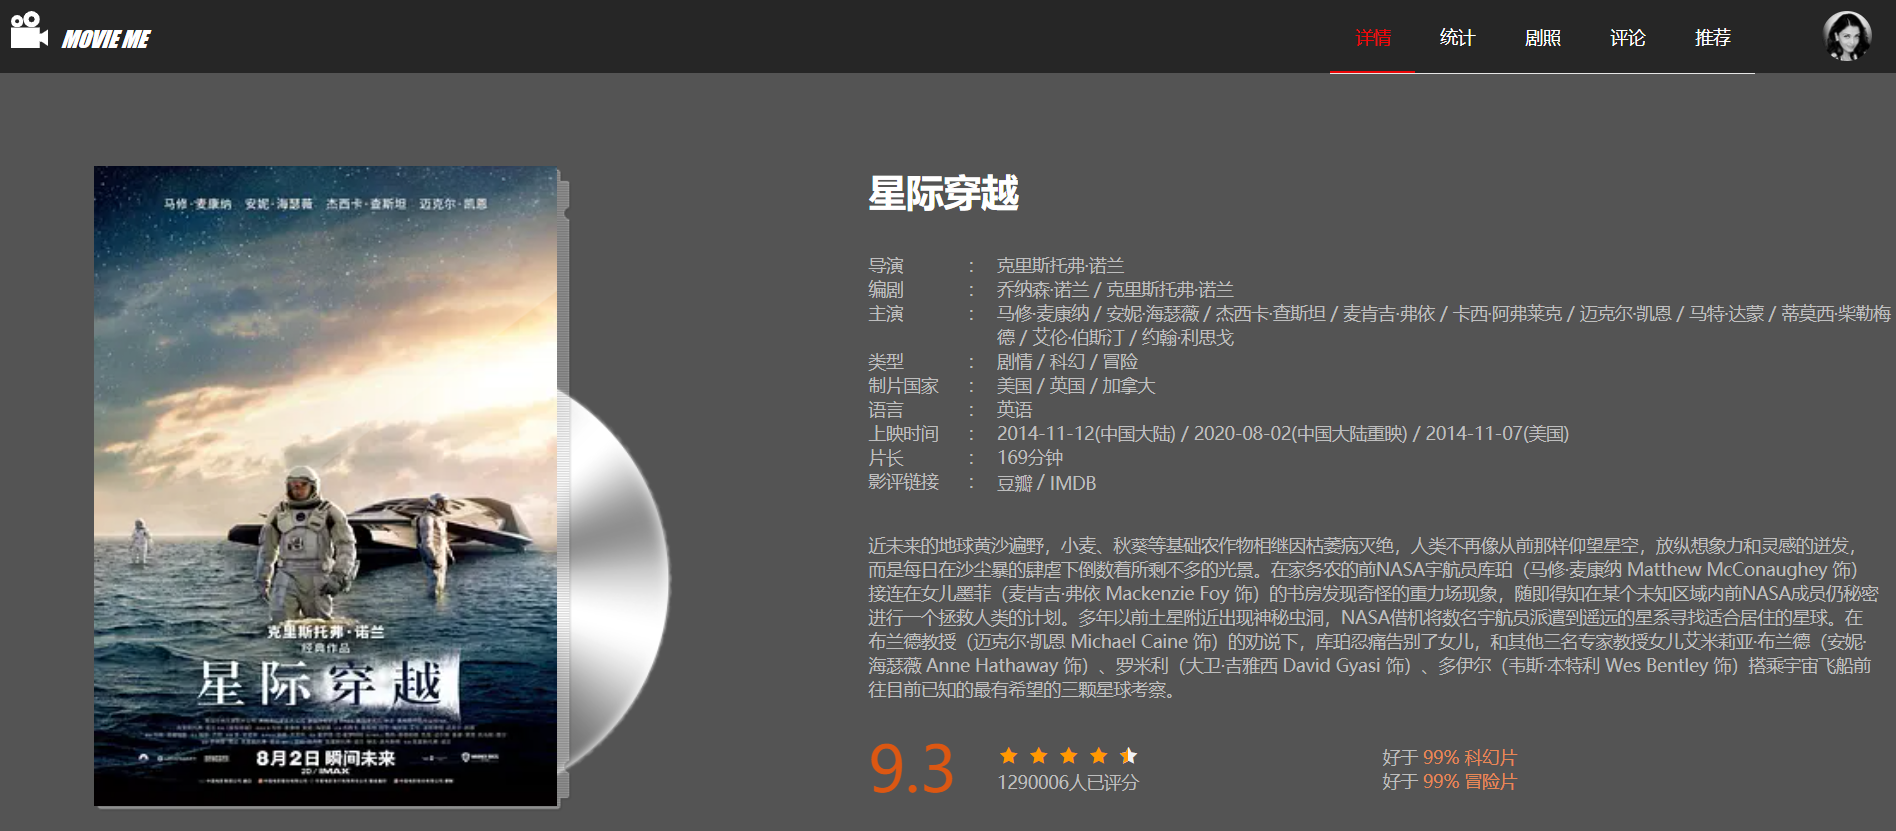 MOVIE ME
详情 统计 剧照 评论 推荐
马修·麦康纳 安妮·海瑟薇 杰西卡·查斯坦 迈克尔·凯恩
克里斯托弗·诺兰
经典作品
星际穿越
8月2日 瞬间未来
2D/IMAX
星际穿越
导演 : 克里斯托弗·诺兰
编剧 : 乔纳森·诺兰 / 克里斯托弗·诺兰
主演 : 马修·麦康纳 / 安妮·海瑟薇 / 杰西卡·查斯坦 / 麦肯吉·弗依 / 卡西·阿弗莱克 / 迈克尔·凯恩 / 马特·达蒙 / 蒂莫西·柴勒梅
德 / 艾伦·伯斯汀 / 约翰·利思戈
类型 : 剧情 / 科幻 / 冒险
制片国家 : 美国 / 英国 / 加拿大
语言 : 英语
上映时间 : 2014-11-12(中国大陆) / 2020-08-02(中国大陆重映) / 2014-11-07(美国)
片长 : 169分钟
影评链接 : 豆瓣 / IMDB
近未来的地球黄沙遍野，小麦、秋葵等基础农作物相继因枯萎病灭绝，人类不再像从前那样仰望星空，放纵想象力和灵感的迸发，
而是每日在沙尘暴的肆虐下倒数着所剩不多的光景。在家务农的前NASA宇航员库珀（马修·麦康纳 Matthew McConaughey 饰）
接连在女儿墨菲（麦肯吉·弗依 Mackenzie Foy 饰）的书房发现奇怪的重力场现象，随即得知在某个未知区域内前NASA成员仍秘密
进行一个拯救人类的计划。多年以前土星附近出现神秘虫洞，NASA借机将数名宇航员派遣到遥远的星系寻找适合居住的星球。在
布兰德教授（迈克尔·凯恩 Michael Caine 饰）的劝说下，库珀忍痛告别了女儿，和其他三名专家教授女儿艾米莉亚·布兰德（安妮·
海瑟薇 Anne Hathaway 饰）、罗米利（大卫·吉雅西 David Gyasi 饰）、多伊尔（韦斯·本特利 Wes Bentley 饰）搭乘宇宙飞船前
往目前已知的最有希望的三颗星球考察。
9.3
1290006人已评分
好于 99% 科幻片
好于 99% 冒险片